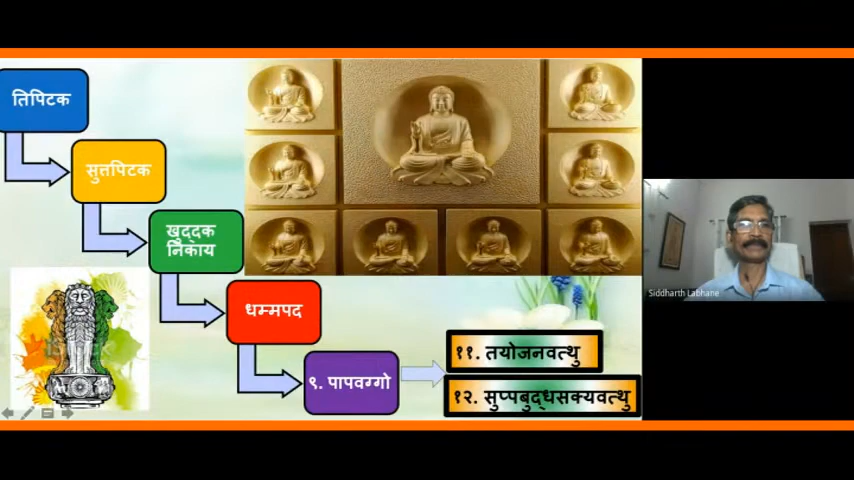 तिपिटक
सुत्तपिटक
खुद्दक
निकाय
धम्मपद
९. पापवग्गो
११. तयोजनवत्थु
१२. सुप्पबुद्धसक्यवत्थु
Siddharth Labhane